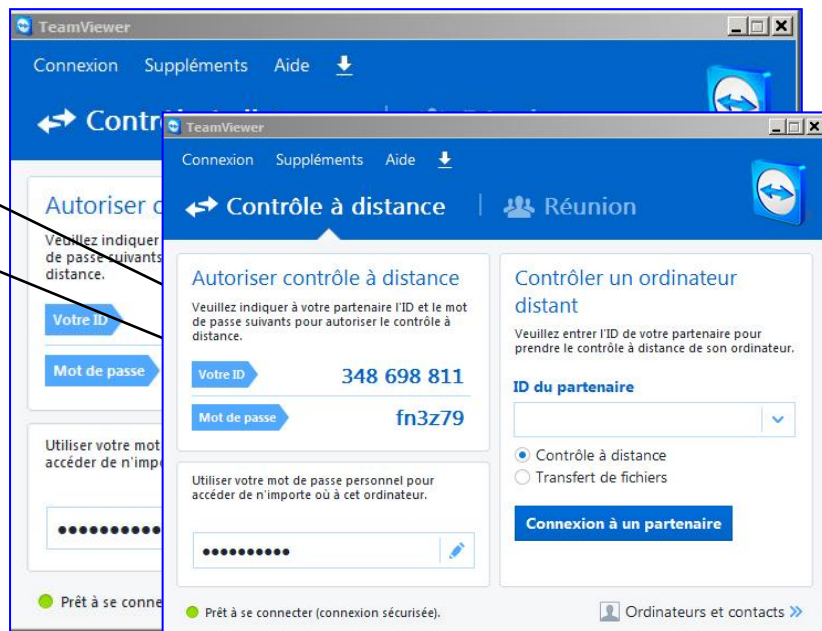 TeamViewer
Connexion Suppléments Aide
Contr
Autoriser c
Veuillez indiquer
de passe suivants
distance.
Votre ID
Mot de passe
Utiliser votre mot
accéder de n'impo
●●●●●●●●●●
Prêt à se conne
TeamViewer
Connexion Suppléments Aide
Contrôle à distance | Réunion
Autoriser contrôle à distance
Veuillez indiquer à votre partenaire l'ID et le mot
de passe suivants pour autoriser le contrôle à
distance.
Votre ID 348 698 811
Mot de passe fn3z79
Utiliser votre mot de passe personnel pour
accéder de n'importe où à cet ordinateur.
●●●●●●●●●●
Prêt à se connecter (connexion sécurisée).
Contrôler un ordinateur
distant
Veuillez entrer l'ID de votre partenaire pour
prendre le contrôle à distance de son ordinateur.
ID du partenaire
Contrôle à distance
Transfert de fichiers
Connexion à un partenaire
Ordinateurs et contacts